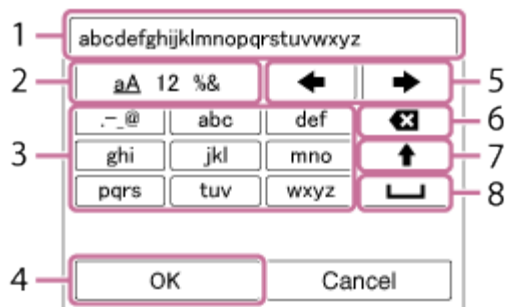 1 abcdefghijklmnopqrstuvwxyz
2 aA 12 %& 5
.-_@ abc def 6
3 ghi jkl mno 7
pqrs tuv wxyz 8
4 OK Cancel